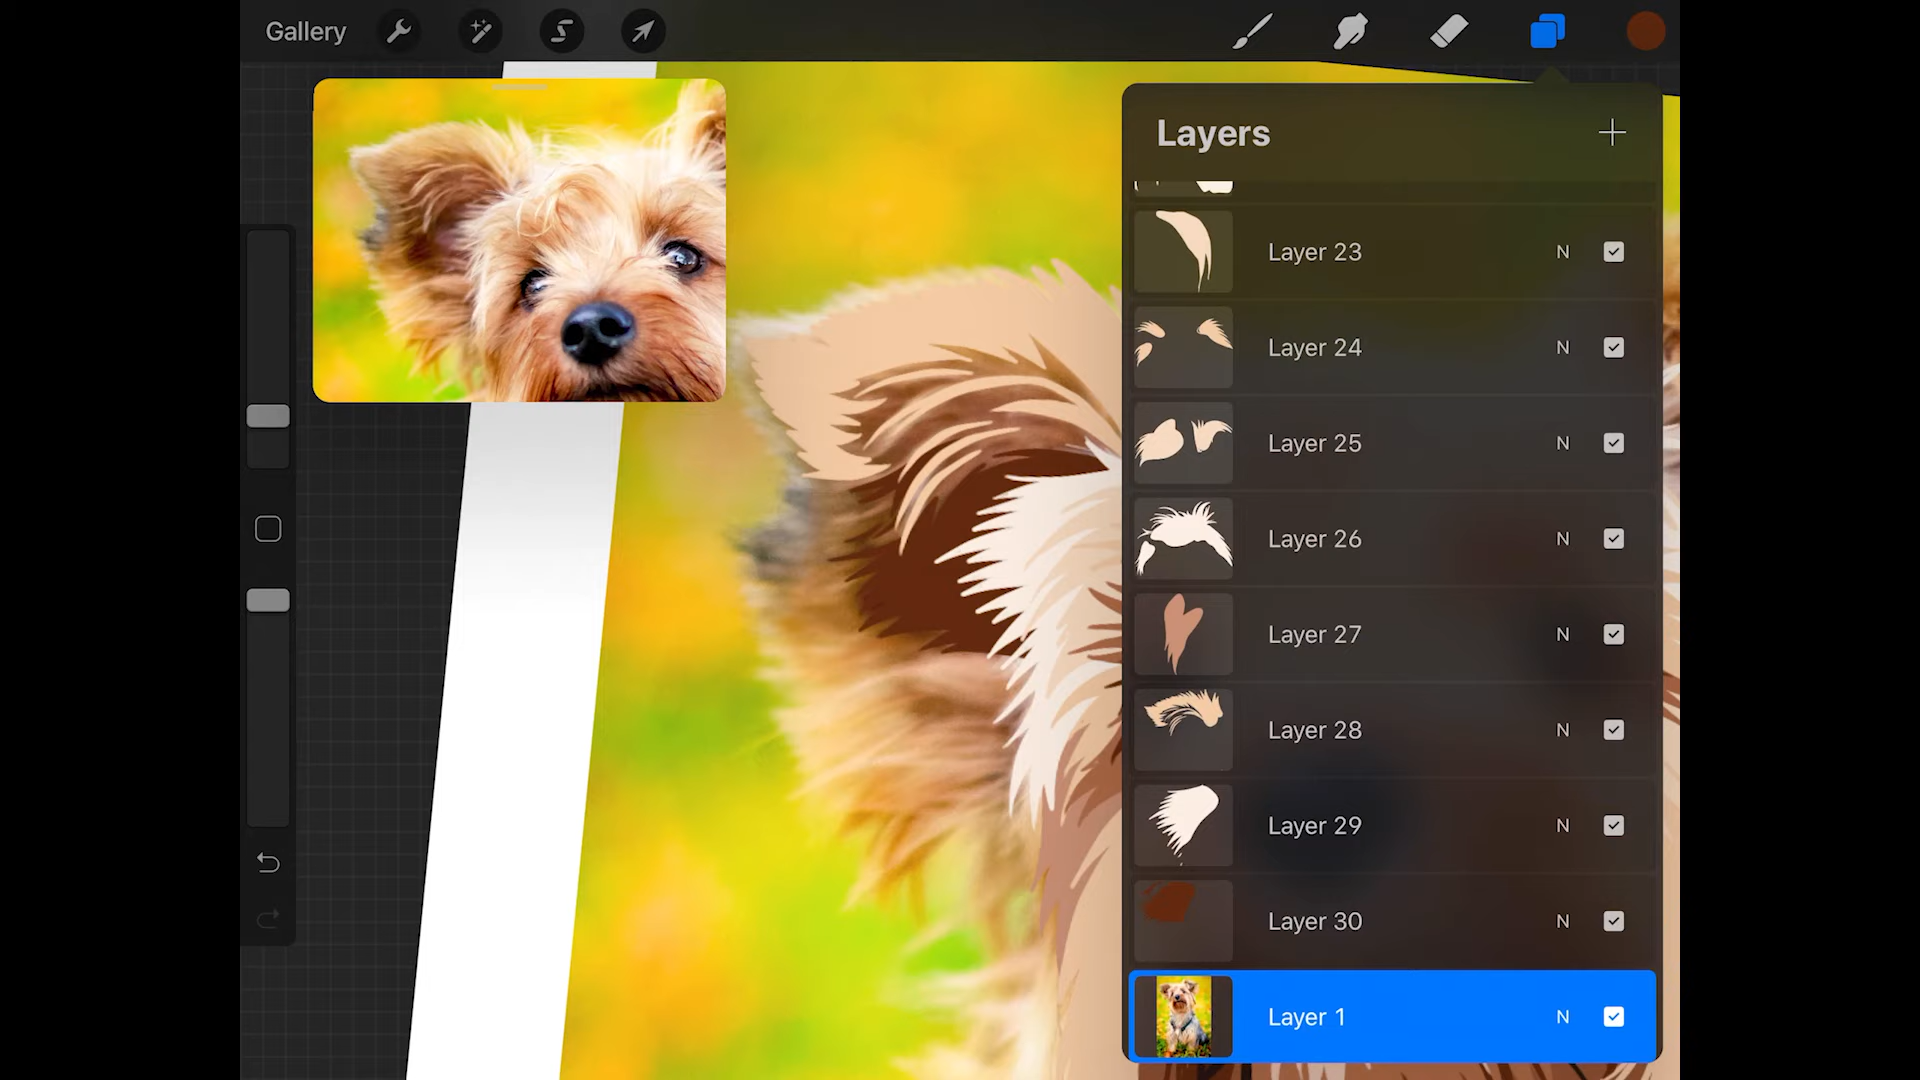 Gallery
Layers
Layer 23 N
Layer 24 N
Layer 25 N
Layer 26 N
Layer 27 N
Layer 28 N
Layer 29 N
Layer 30 N
Layer 1 N